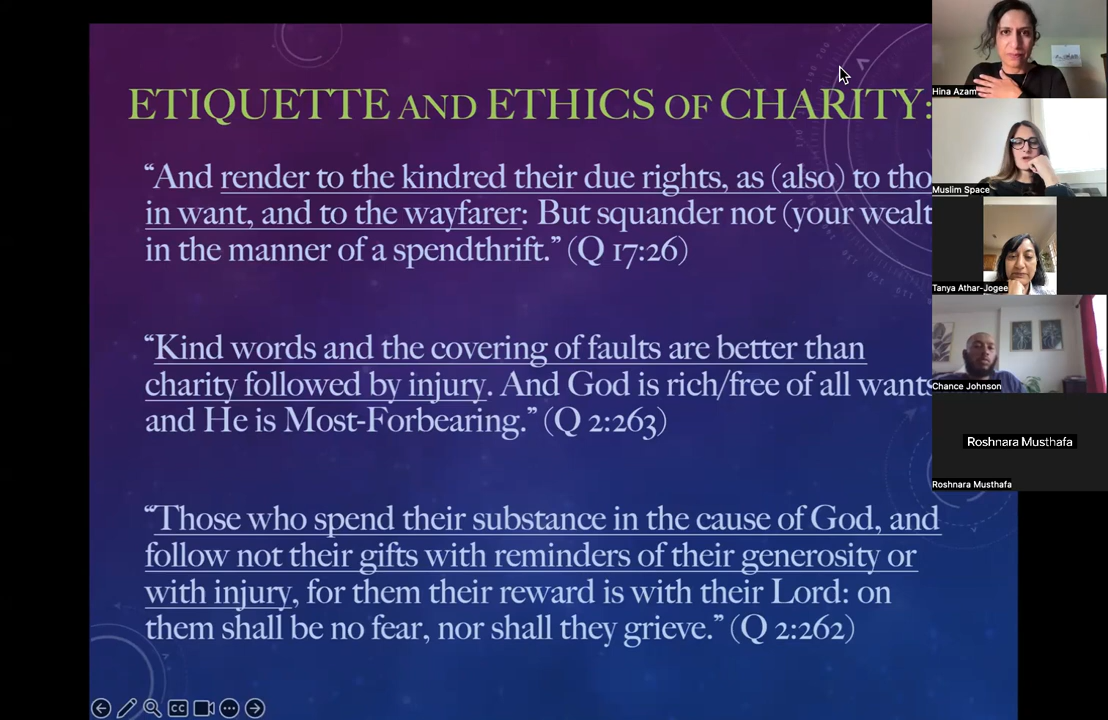 ETIQUETTE AND ETHICS OF CHARITY:
“And render to the kindred their due rights, as (also) to tho
in want, and to the wayfarer: But squander not (your wealt
in the manner of a spendthrift.” (Q 17:26)
“Kind words and the covering of faults are better than
charity followed by injury. And God is rich/free of all wants
and He is Most-Forbearing.” (Q 2:263)
“Those who spend their substance in the cause of God, and
follow not their gifts with reminders of their generosity or
with injury, for them their reward is with their Lord: on
them shall be no fear, nor shall they grieve.” (Q 2:262)
CC
Hina Azam
Muslim Space
Tanya Athar-Jogee
Chance Johnson
Roshnara Musthafa
Roshnara Musthafa